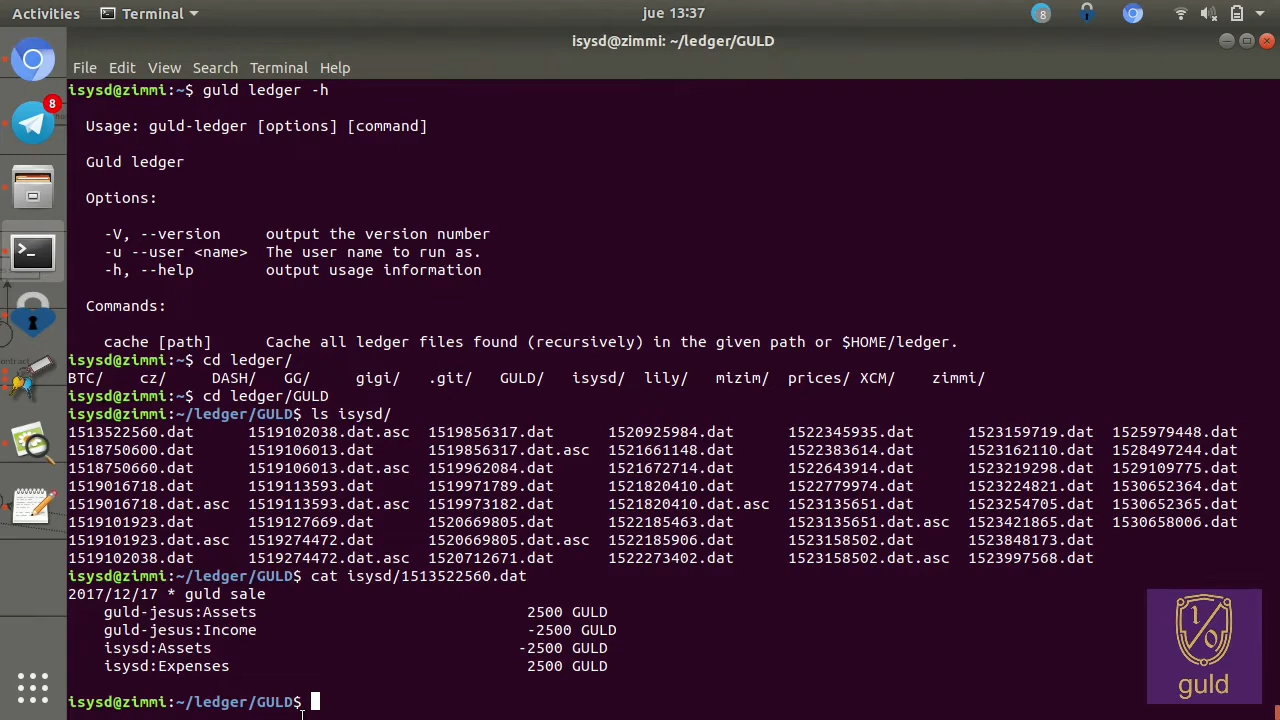 Activities Terminal jue 13:37 8
isysd@zimmi: ~/ledger/GULD
File Edit View Search Terminal Help
8
isysd@zimmi:~$ guld ledger -h
Usage: guld-ledger [options] [command]
Guld ledger
Options:
-V, --version output the version number
-u --user <name> The user name to run as.
-h, --help output usage information
Commands:
cache [path] Cache all ledger files found (recursively) in the given path or $HOME/ledger.
isysd@zimmi:~$ cd ledger/
BTC/ cz/ DASH/ GG/ gigi/ .git/ GULD/ isysd/ lily/ mizim/ prices/ XCM/ zimmi/
isysd@zimmi:~$ cd ledger/GULD
isysd@zimmi:~/ledger/GULD$ ls isysd/
1513522560.dat 1519102038.dat.asc 1519856317.dat 1520925984.dat 1522345935.dat 1523159719.dat 1525979448.dat
1518750600.dat 1519106013.dat 1519856317.dat.asc 1521661148.dat 1522383614.dat 1523162110.dat 1528497244.dat
1518750660.dat 1519106013.dat.asc 1519962084.dat 1521672714.dat 1522643914.dat 1523219298.dat 1529109775.dat
1519016718.dat 1519113593.dat 1519971789.dat 1521820410.dat 1522779974.dat 1523224821.dat 1530652364.dat
1519016718.dat.asc 1519113593.dat.asc 1519973182.dat 1521820410.dat.asc 1523135651.dat 1523254705.dat 1530652365.dat
1519101923.dat 1519127669.dat 1520669805.dat 1522185463.dat 1523135651.dat.asc 1523421865.dat 1530658006.dat
1519101923.dat.asc 1519274472.dat 1520669805.dat.asc 1522185906.dat 1523158502.dat 1523848173.dat
1519102038.dat 1519274472.dat.asc 1520712671.dat 1522273402.dat 1523158502.dat.asc 1523997568.dat
isysd@zimmi:~/ledger/GULD$ cat isysd/1513522560.dat
2017/12/17 * guld sale
guld-jesus:Assets 2500 GULD
guld-jesus:Income -2500 GULD
isysd:Assets -2500 GULD
isysd:Expenses 2500 GULD
isysd@zimmi:~/ledger/GULD$
1/0
guld